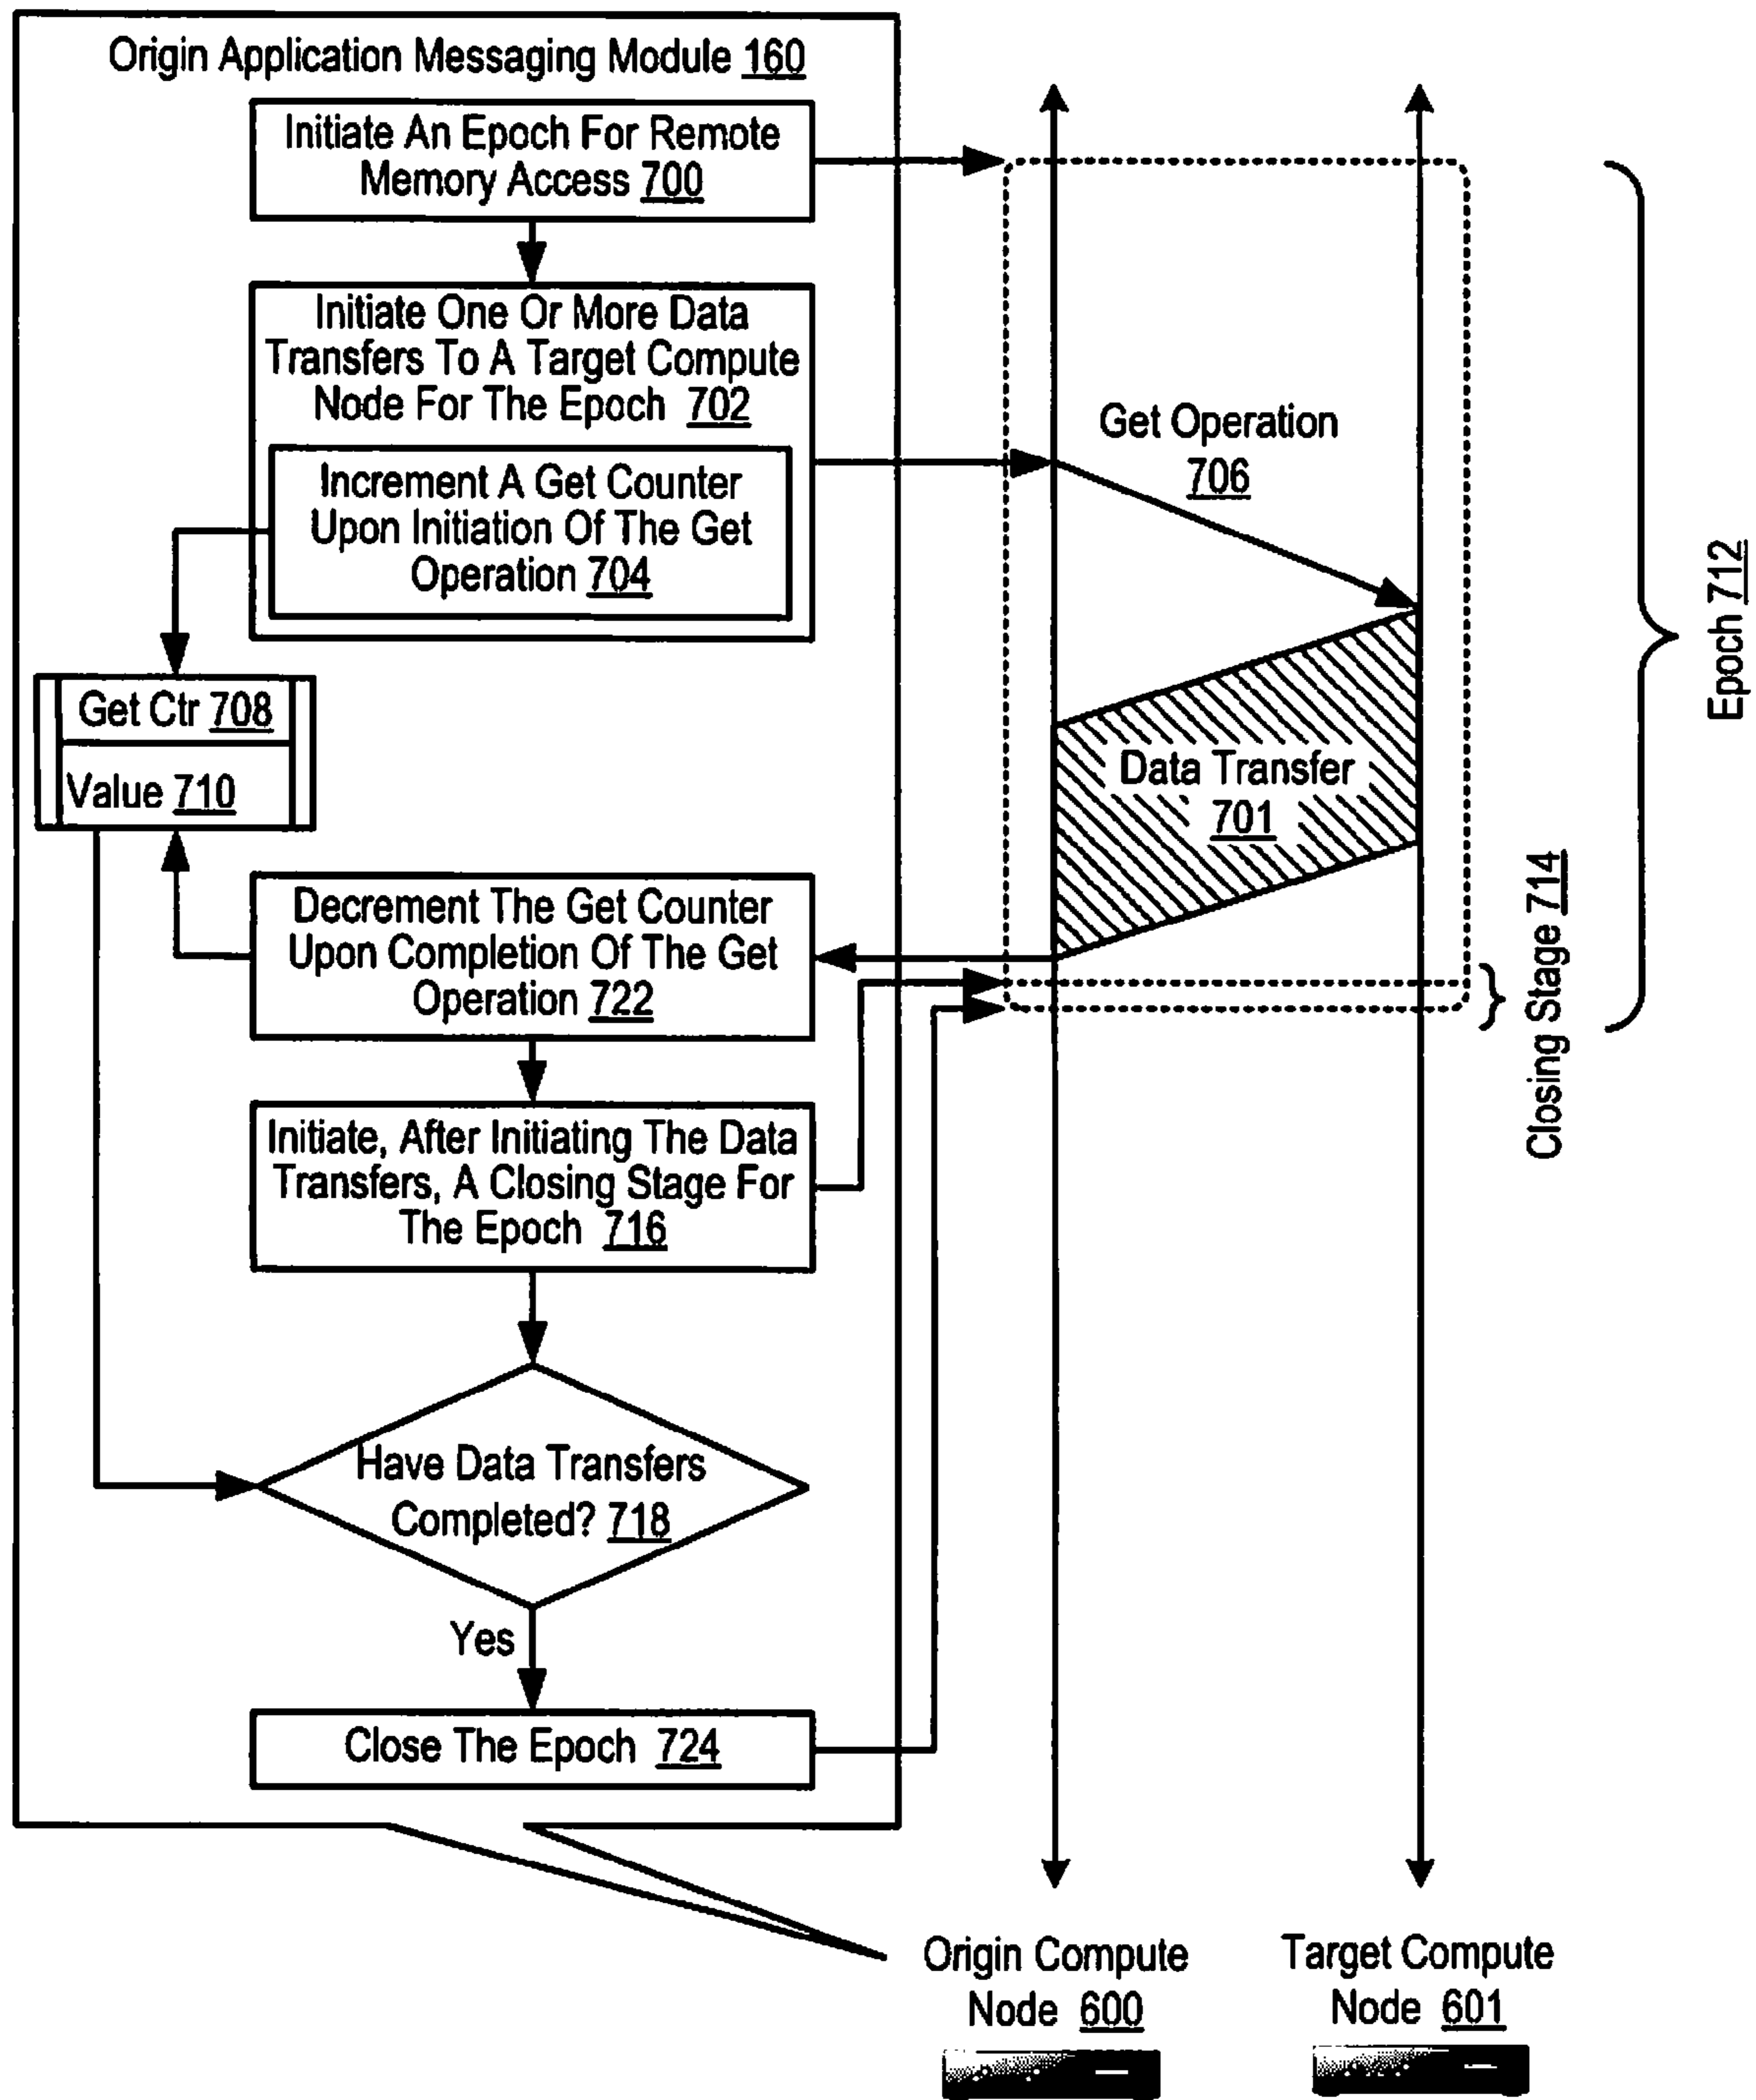 Origin Application Messaging Module 160
Initiate An Epoch For Remote
Memory Access 700
Initiate One Or More Data
Transfers To A Target Compute
Node For The Epoch 702
Increment A Get Counter
Upon Initiation Of The Get
Operation 704
Get Ctr 708
Value 710
Decrement The Get Counter
Upon Completion Of The Get
Operation 722
Initiate, After Initiating The Data
Transfers, A Closing Stage For
The Epoch 716
Have Data Transfers
Completed? 718
Yes
Close The Epoch 724
Get Operation
706
Data Transfer
701
Closing Stage 714
Epoch 712
Origin Compute
Node 600
Target Compute
Node 601